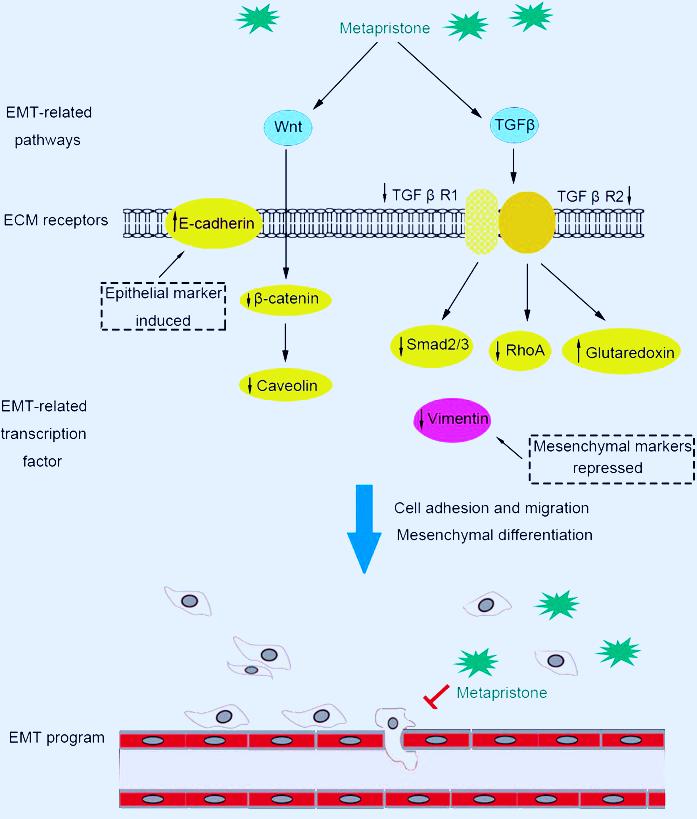 Metapristone
EMT-related
pathways
Wnt
TGFβ
TGF β R1
TGF β R2
ECM receptors
E-cadherin
Epithelial marker
induced
β-catenin
Smad2/3
RhoA
Glutaredoxin
Caveolin
EMT-related
transcription
factor
Vimentin
Mesenchymal markers
repressed
Cell adhesion and migration
Mesenchymal differentiation
Metapristone
EMT program